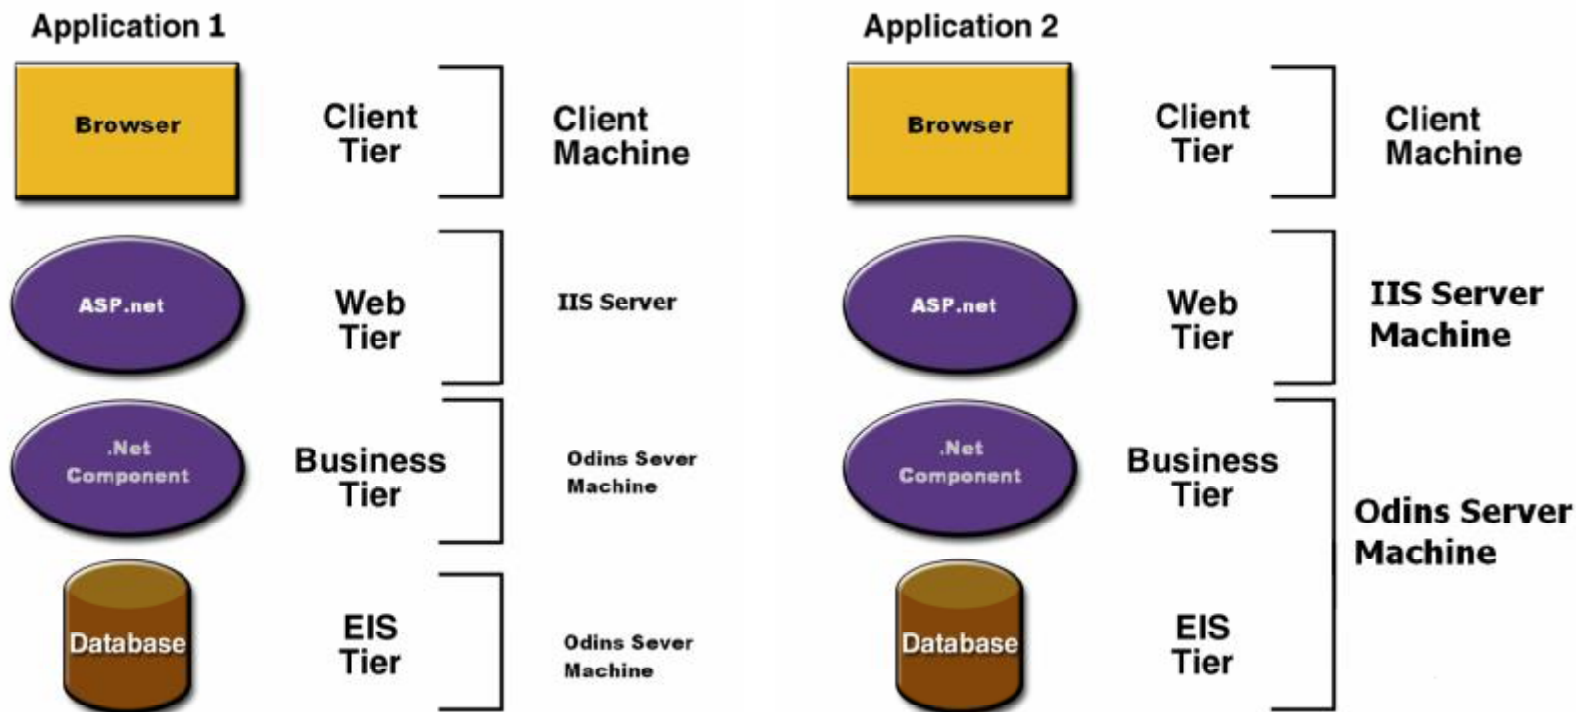 Application 1
Browser
Client
Tier
Client
Machine
ASP.net
Web
Tier
IIS Server
.Net
Component
Business
Tier
Odins Sever
Machine
Database
EIS
Tier
Odins Sever
Machine
Application 2
Browser
Client
Tier
Client
Machine
ASP.net
Web
Tier
IIS Server
Machine
.Net
Component
Business
Tier
Odins Server
Machine
Database
EIS
Tier